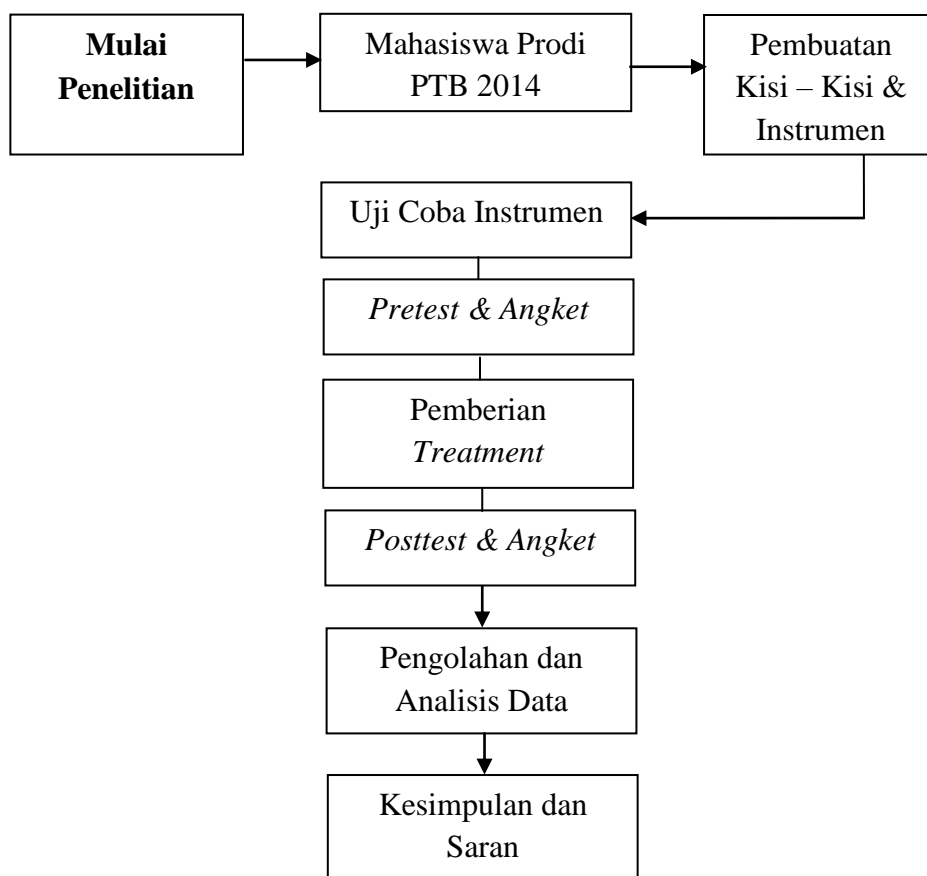 Mulai
Penelitian
Mahasiswa Prodi
PTB 2014
Pembuatan
Kisi – Kisi &
Instrumen
Uji Coba Instrumen
Pretest & Angket
Pemberian
Treatment
Posttest & Angket
Pengolahan dan
Analisis Data
Kesimpulan dan
Saran